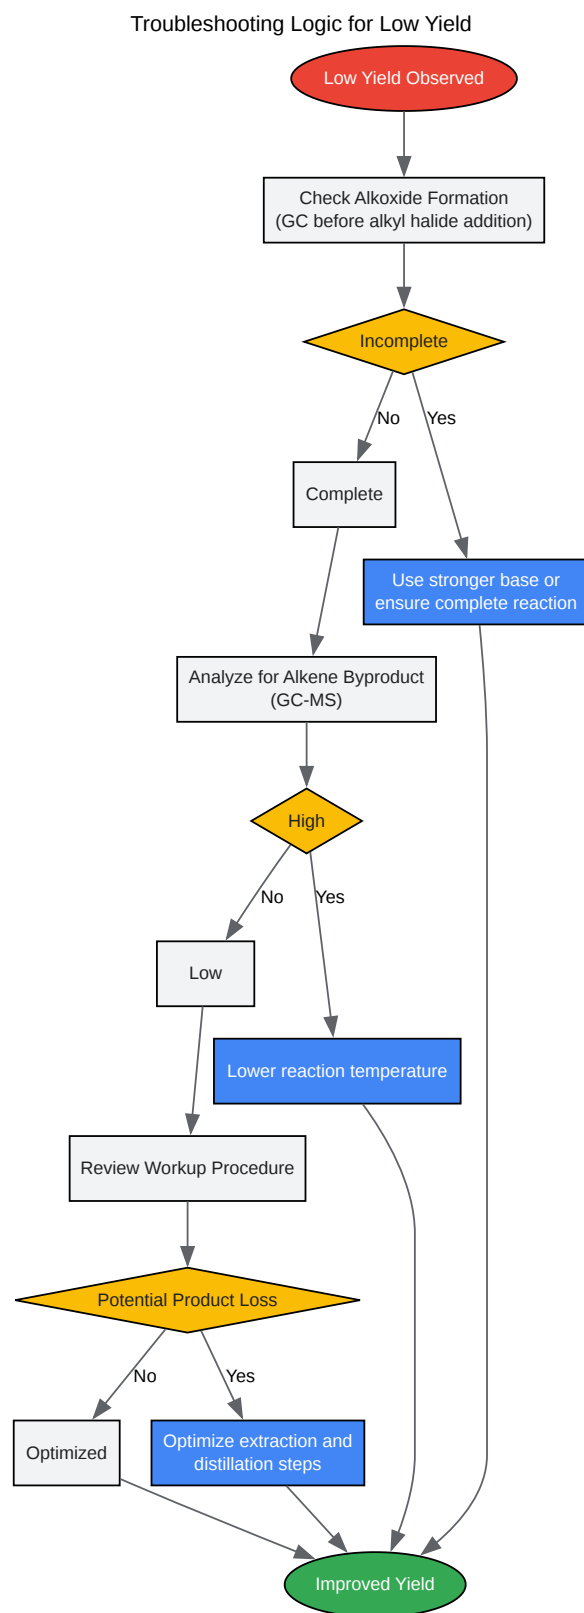 Troubleshooting Logic for Low Yield
Low Yield Observed
Check Alkoxide Formation
(GC before alkyl halide addition)
Incomplete
No
Yes
Complete
Use stronger base or
ensure complete reaction
Analyze for Alkene Byproduct
(GC-MS)
High
No
Yes
Low
Lower reaction temperature
Review Workup Procedure
Potential Product Loss
No
Yes
Optimized
Optimize extraction and
distillation steps
Improved Yield